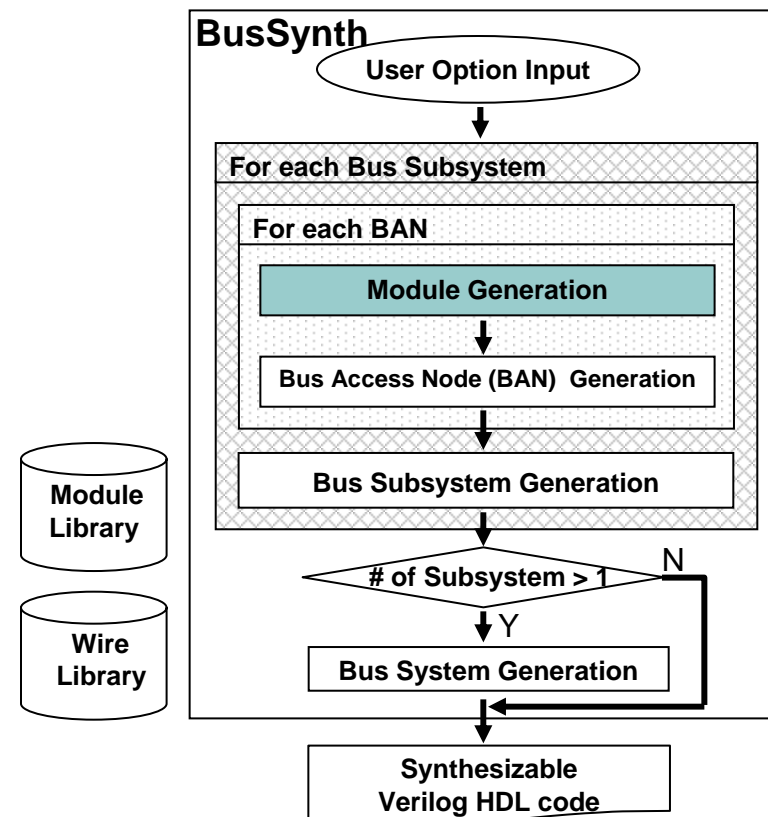 BusSynth
User Option Input
For each Bus Subsystem
For each BAN
Module Generation
Bus Access Node (BAN) Generation
Bus Subsystem Generation
Module
Library
# of Subsystem > 1
N
Y
Wire
Library
Bus System Generation
Synthesizable
Verilog HDL code